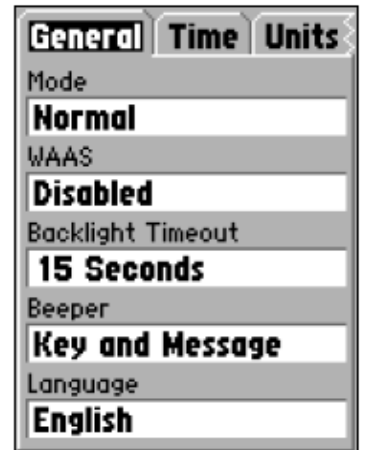 General Time Units
Mode
Normal
WAAS
Disabled
Backlight Timeout
15 Seconds
Beeper
Key and Message
Language
English